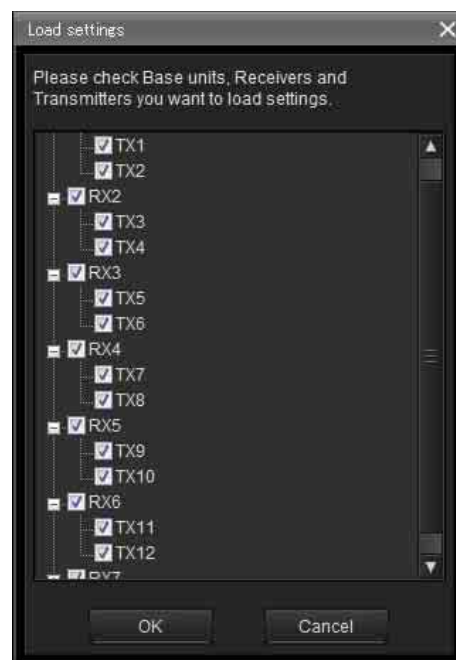 Load settings
Please check Base units, Receivers and
Transmitters you want to load settings.
TX1
TX2
RX2
TX3
TX4
RX3
TX5
TX6
RX4
TX7
TX8
RX5
TX9
TX10
RX6
TX11
TX12
RX7
OK
Cancel